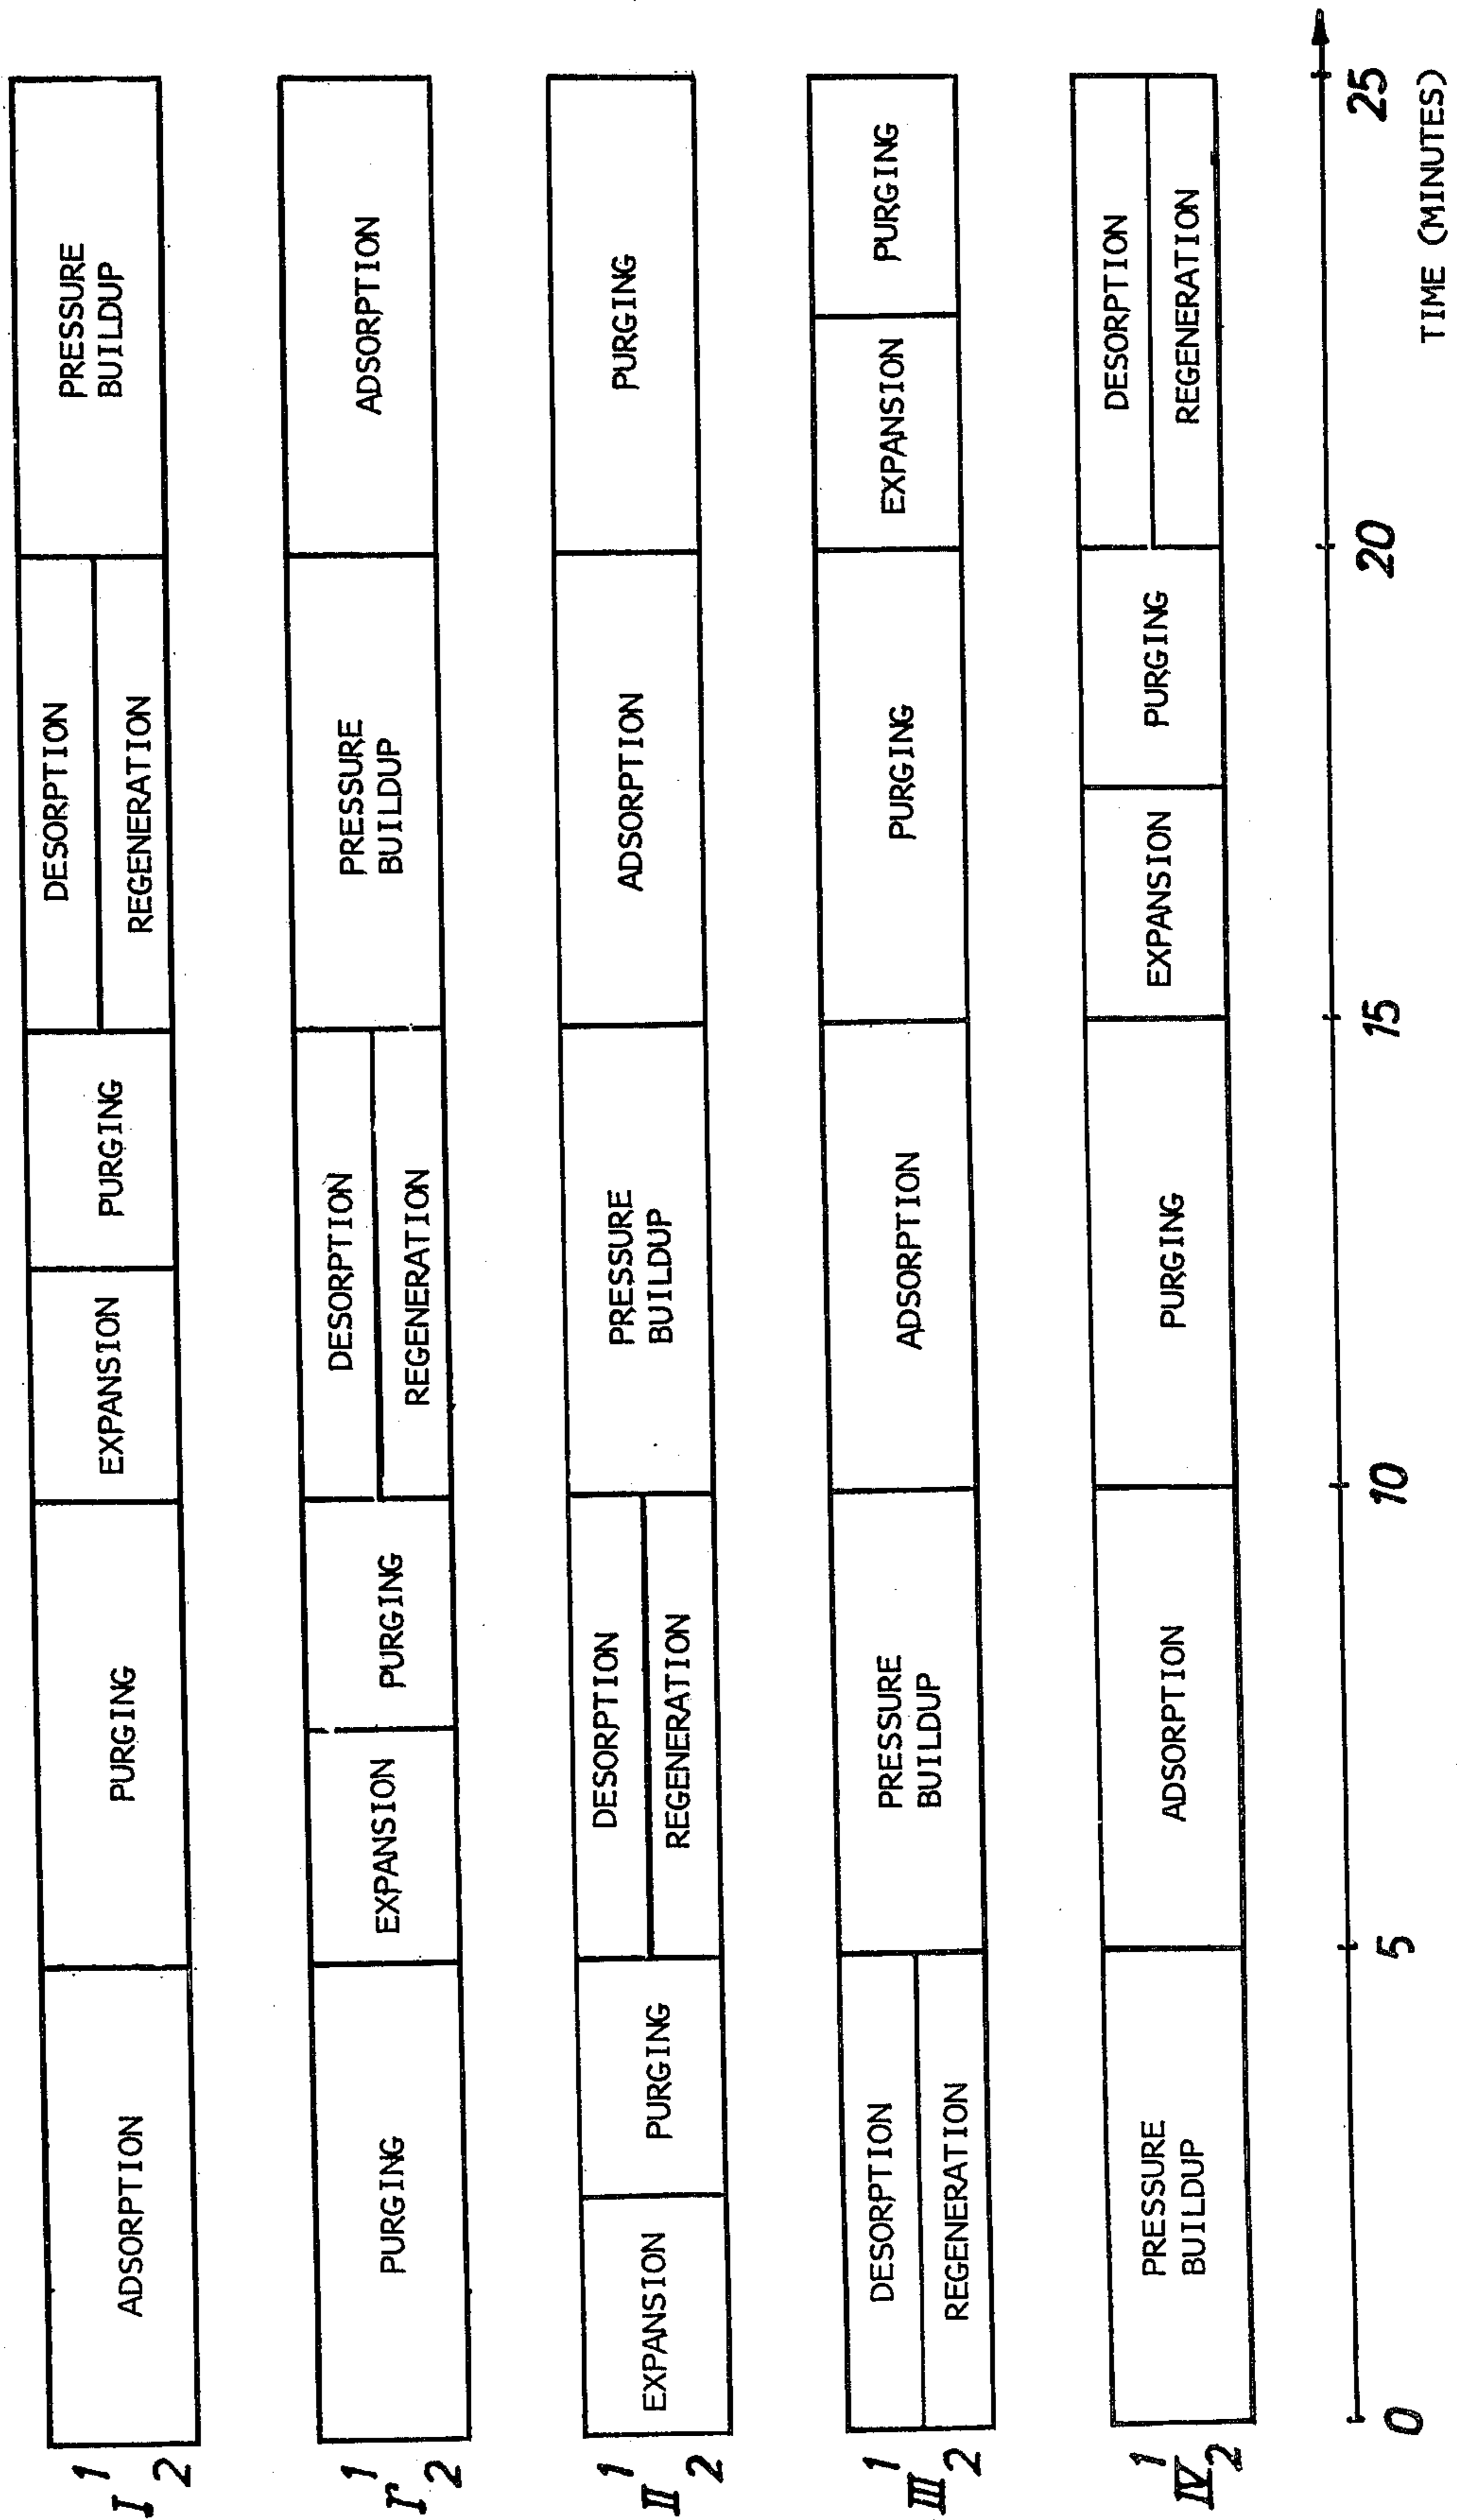 I 1
2
ADSORPTION
PURGING
EXPANSION
PURGING
DESORPTION
REGENERATION
PRESSURE
BUILDUP
I' 1
2
PURGING
EXPANSION
PURGING
DESORPTION
REGENERATION
PRESSURE
BUILDUP
ADSORPTION
II 1
2
EXPANSION
PURGING
DESORPTION
REGENERATION
PRESSURE
BUILDUP
ADSORPTION
PURGING
III 1
2
DESORPTION
REGENERATION
PRESSURE
BUILDUP
ADSORPTION
PURGING
EXPANSION
PURGING
IV 1
2
PRESSURE
BUILDUP
ADSORPTION
PURGING
EXPANSION
PURGING
DESORPTION
REGENERATION
0 5 10 15 20 25
TIME (MINUTES)